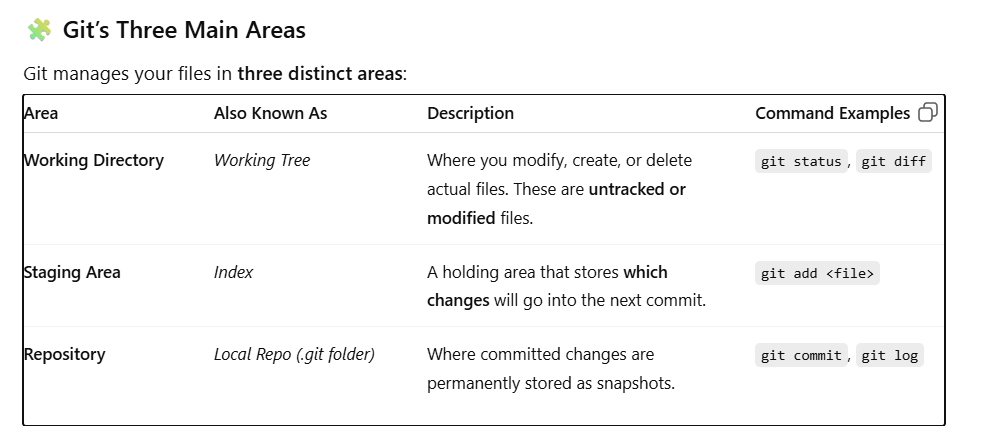 🧩 Git’s Three Main Areas
Git manages your files in three distinct areas:
Area Also Known As Description Command Examples
Working Directory Working Tree Where you modify, create, or delete git status, git diff
actual files. These are untracked or
modified files.
Staging Area Index A holding area that stores which git add <file>
changes will go into the next commit.
Repository Local Repo (.git folder) Where committed changes are git commit, git log
permanently stored as snapshots.